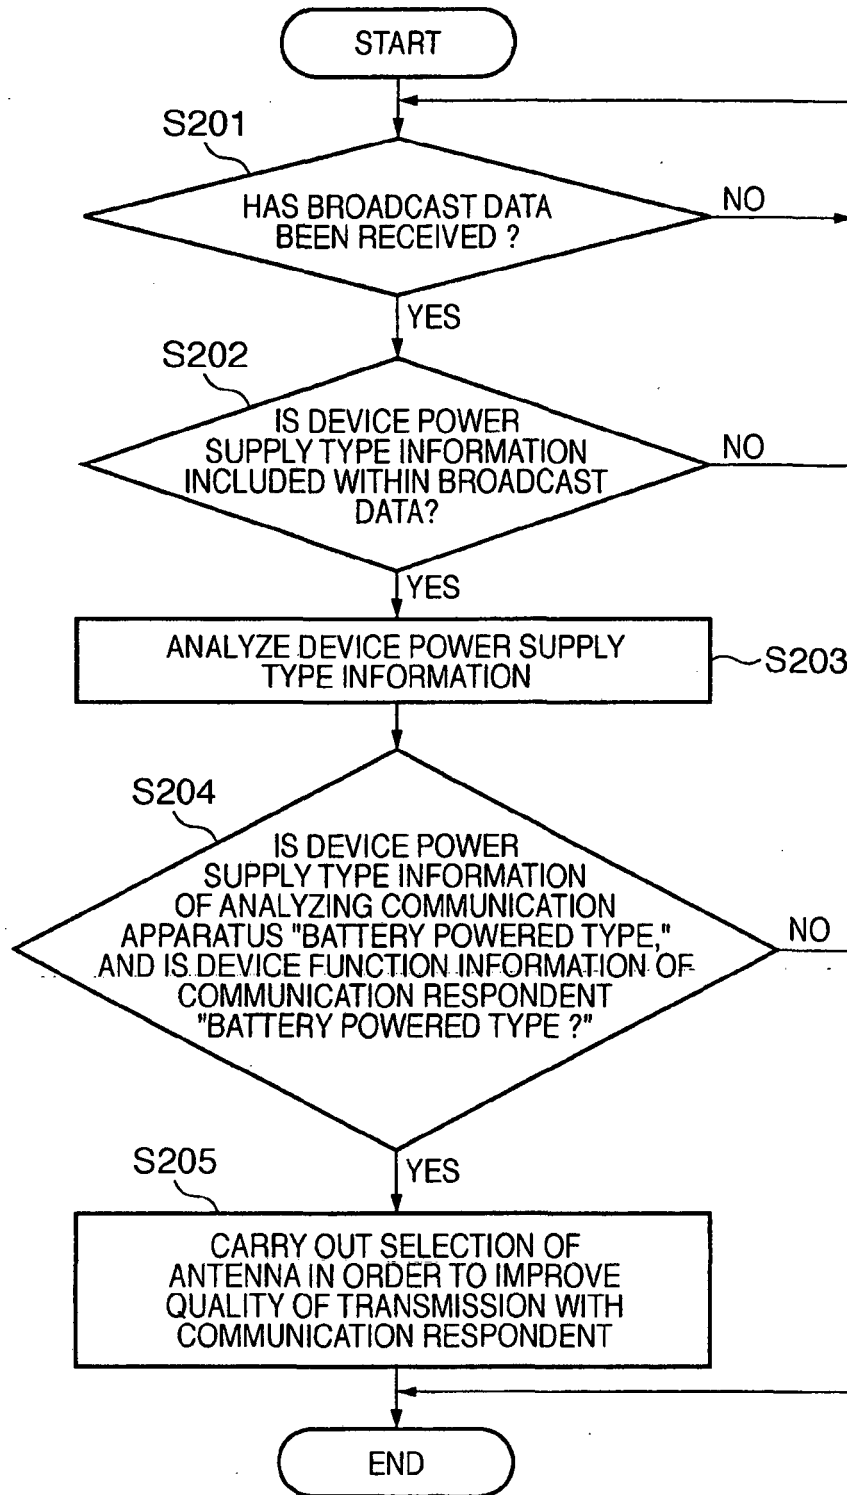 START
S201
HAS BROADCAST DATA
BEEN RECEIVED ?
NO
YES
S202
IS DEVICE POWER
SUPPLY TYPE INFORMATION
INCLUDED WITHIN BROADCAST
DATA?
NO
YES
ANALYZE DEVICE POWER SUPPLY
TYPE INFORMATION
S203
S204
IS DEVICE POWER
SUPPLY TYPE INFORMATION
OF ANALYZING COMMUNICATION
APPARATUS "BATTERY POWERED TYPE,"
AND IS DEVICE FUNCTION INFORMATION OF
COMMUNICATION RESPONDENT
"BATTERY POWERED TYPE ?"
NO
YES
S205
CARRY OUT SELECTION OF
ANTENNA IN ORDER TO IMPROVE
QUALITY OF TRANSMISSION WITH
COMMUNICATION RESPONDENT
END